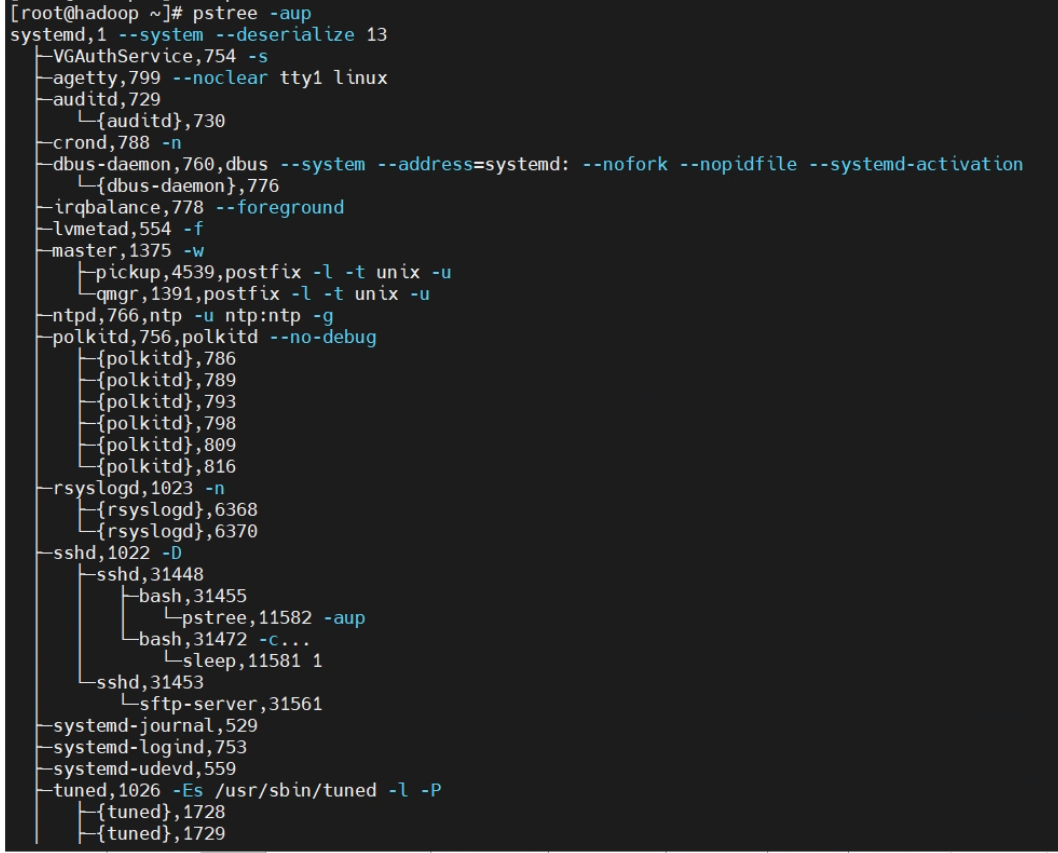 [root@hadoop ~]# pstree -aup
systemd,1 --system --deserialize 13
  ├─VGAuthService,754 -s
  ├─agetty,799 --noclear tty1 linux
  ├─auditd,729
  │   └─{auditd},730
  ├─crond,788 -n
  ├─dbus-daemon,760,dbus --system --address=systemd: --nofork --nopidfile --systemd-activation
  │   └─{dbus-daemon},776
  ├─irqbalance,778 --foreground
  ├─lvmetad,554 -f
  ├─master,1375 -w
  │   ├─pickup,4539,postfix -l -t unix -u
  │   └─qmgr,1391,postfix -l -t unix -u
  ├─ntpd,766,ntp -u ntp:ntp -g
  ├─polkitd,756,polkitd --no-debug
  │   ├─{polkitd},786
  │   ├─{polkitd},789
  │   ├─{polkitd},793
  │   ├─{polkitd},798
  │   ├─{polkitd},809
  │   └─{polkitd},816
  ├─rsyslogd,1023 -n
  │   ├─{rsyslogd},6368
  │   └─{rsyslogd},6370
  ├─sshd,1022 -D
  │   ├─sshd,31448
  │   │   ├─bash,31455
  │   │   │   └─pstree,11582 -aup
  │   │   └─bash,31472 -c...
  │   │       └─sleep,11581 1
  │   └─sshd,31453
  │       └─sftp-server,31561
  ├─systemd-journal,529
  ├─systemd-logind,753
  ├─systemd-udevd,559
  ├─tuned,1026 -Es /usr/sbin/tuned -l -P
  │   ├─{tuned},1728
  │   ├─{tuned},1729